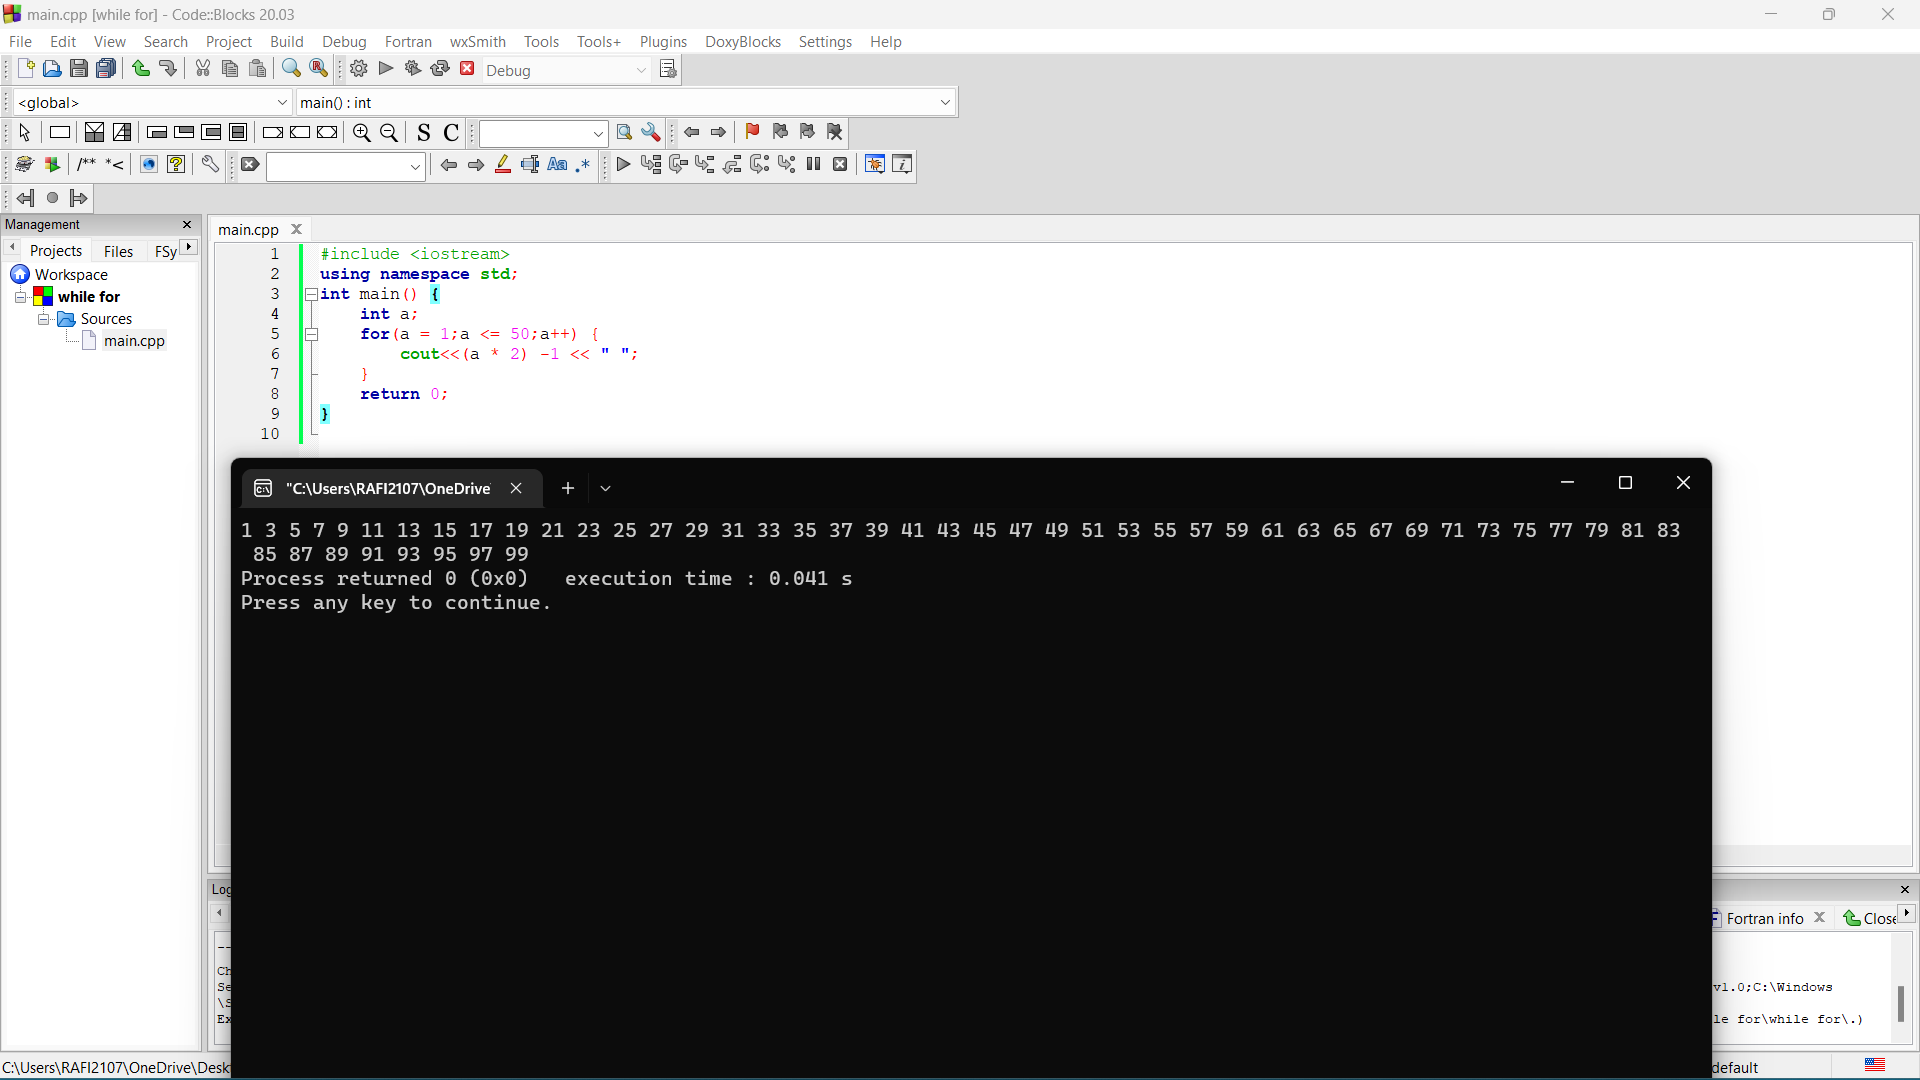 main.cpp [while for] - Code::Blocks 20.03
File Edit View Search Project Build Debug Fortran wxSmith Tools Tools+ Plugins DoxyBlocks Settings Help
Debug
<global> main() : int
S C
/** *<
Aa .*
Management
main.cpp
Projects Files FSy
Workspace
while for
Sources
main.cpp
1 #include <iostream>
2 using namespace std;
3 int main() {
4 int a;
5 for(a = 1;a <= 50;a++) {
6 cout<<(a * 2) -1 << " ";
7 }
8 return 0;
9 }
10
"C:\Users\RAFI2107\OneDrive
1 3 5 7 9 11 13 15 17 19 21 23 25 27 29 31 33 35 37 39 41 43 45 47 49 51 53 55 57 59 61 63 65 67 69 71 73 75 77 79 81 83
85 87 89 91 93 95 97 99
Process returned 0 (0x0) execution time : 0.041 s
Press any key to continue.
Log
Fortran info Close
--
Ch
Se v1.0;C:\Windows
\S
Ex le for\while for\.)
C:\Users\RAFI2107\OneDrive\Desk default